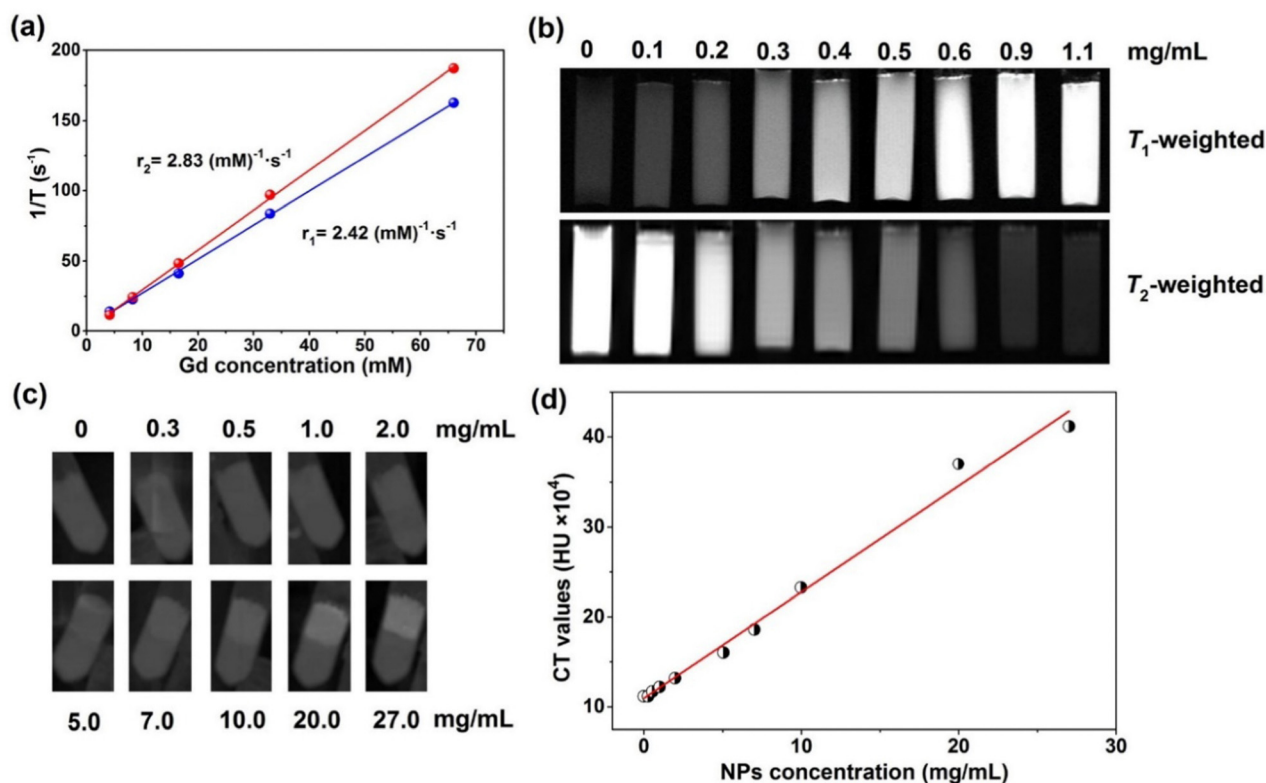 (a)
200
150
100
50
0
0 10 20 30 40 50 60 70
1/T (s⁻¹)
Gd concentration (mM)
r₂= 2.83 (mM)⁻¹·s⁻¹
r₁= 2.42 (mM)⁻¹·s⁻¹
(b)
0 0.1 0.2 0.3 0.4 0.5 0.6 0.9 1.1 mg/mL
T₁-weighted
T₂-weighted
(c)
0 0.3 0.5 1.0 2.0 mg/mL
5.0 7.0 10.0 20.0 27.0 mg/mL
(d)
40
30
20
10
0 10 20 30
CT values (HU ×10⁴)
NPs concentration (mg/mL)